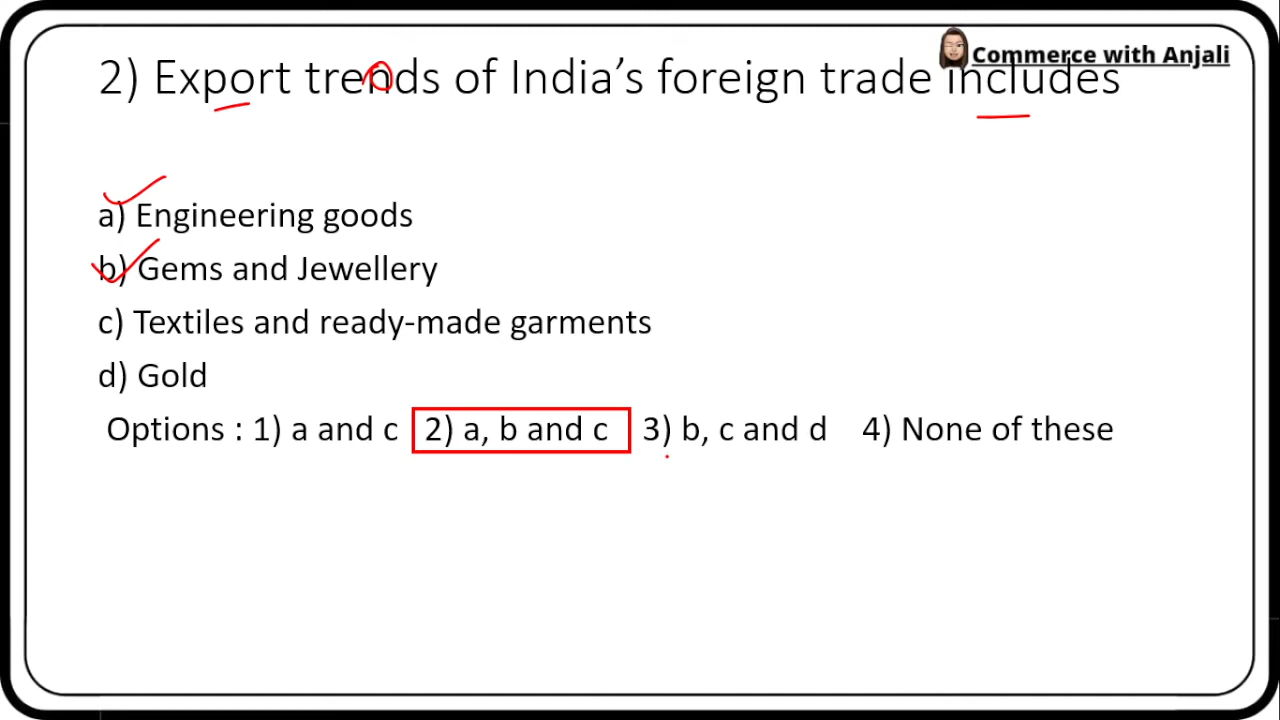 Commerce with Anjali
2) Export trends of India’s foreign trade includes
a) Engineering goods
b) Gems and Jewellery
c) Textiles and ready-made garments
d) Gold
Options : 1) a and c 2) a, b and c 3) b, c and d 4) None of these